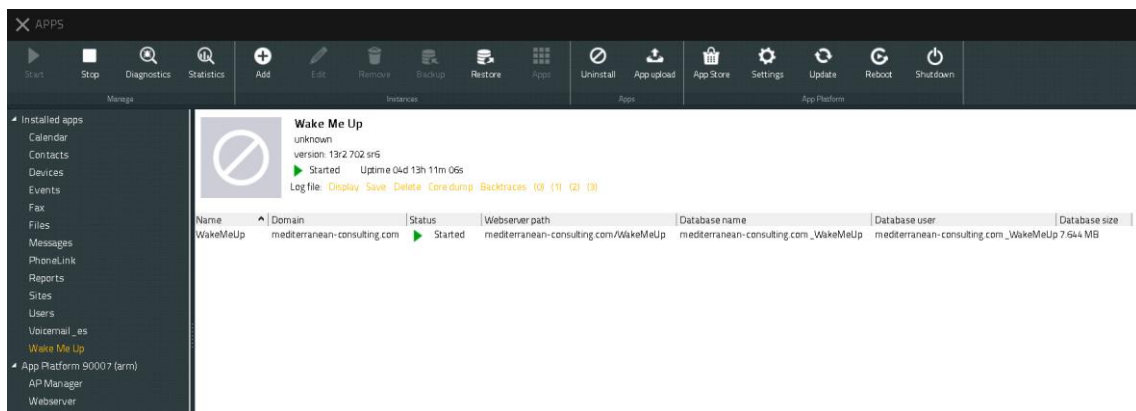 APPS
Start Stop Diagnostics Statistics Add Edit Remove Backup Restore Apps Uninstall App upload App Store Settings Update Reboot Shutdown
Manage Instances Apps App Platform
Installed apps
Calendar
Contacts
Devices
Events
Fax
Files
Messages
PhoneLink
Reports
Sites
Users
Voicemail_es
Wake Me Up
App Platform 90007 (arm)
AP Manager
Webserver
Wake Me Up
unknown
version: 13r2 702 sr6
Started Uptime 04d 13h 11m 06s
Log file: Display Save Delete Core dump Backtraces (0) (1) (2) (3)
Name Domain Status Webserver path Database name Database user Database size
WakeMeUp mediterranean-consulting.com Started mediterranean-consulting.com/WakeMeUp mediterranean-consulting.com_WakeMeUp mediterranean-consulting.com_WakeMeUp 7.644 MB